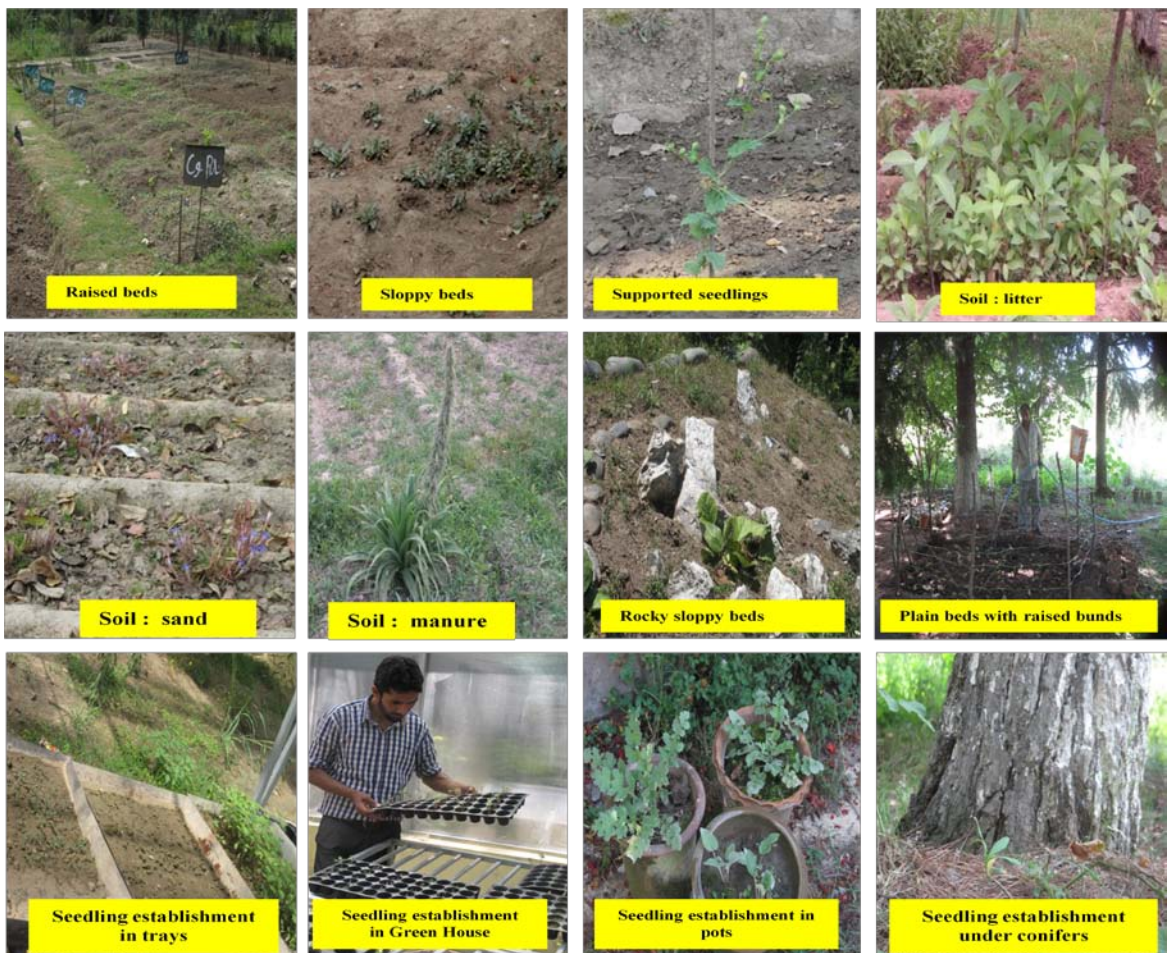 Raised beds
Sloppy beds
Supported seedlings
Soil : litter
Soil : sand
Soil : manure
Rocky sloppy beds
Plain beds with raised bunds
Seedling establishment
in trays
Seedling establishment
in Green House
Seedling establishment in
pots
Seedling establishment
under conifers